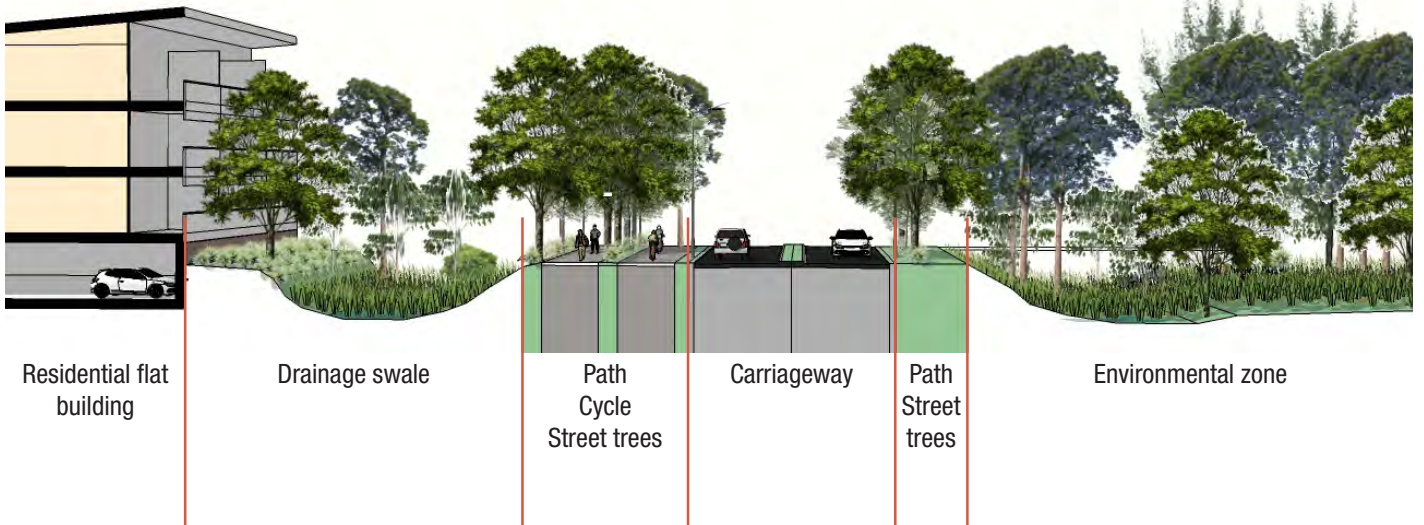 Residential flat
building
Drainage swale
Path
Cycle
Street trees
Carriageway
Path
Street
trees
Environmental zone